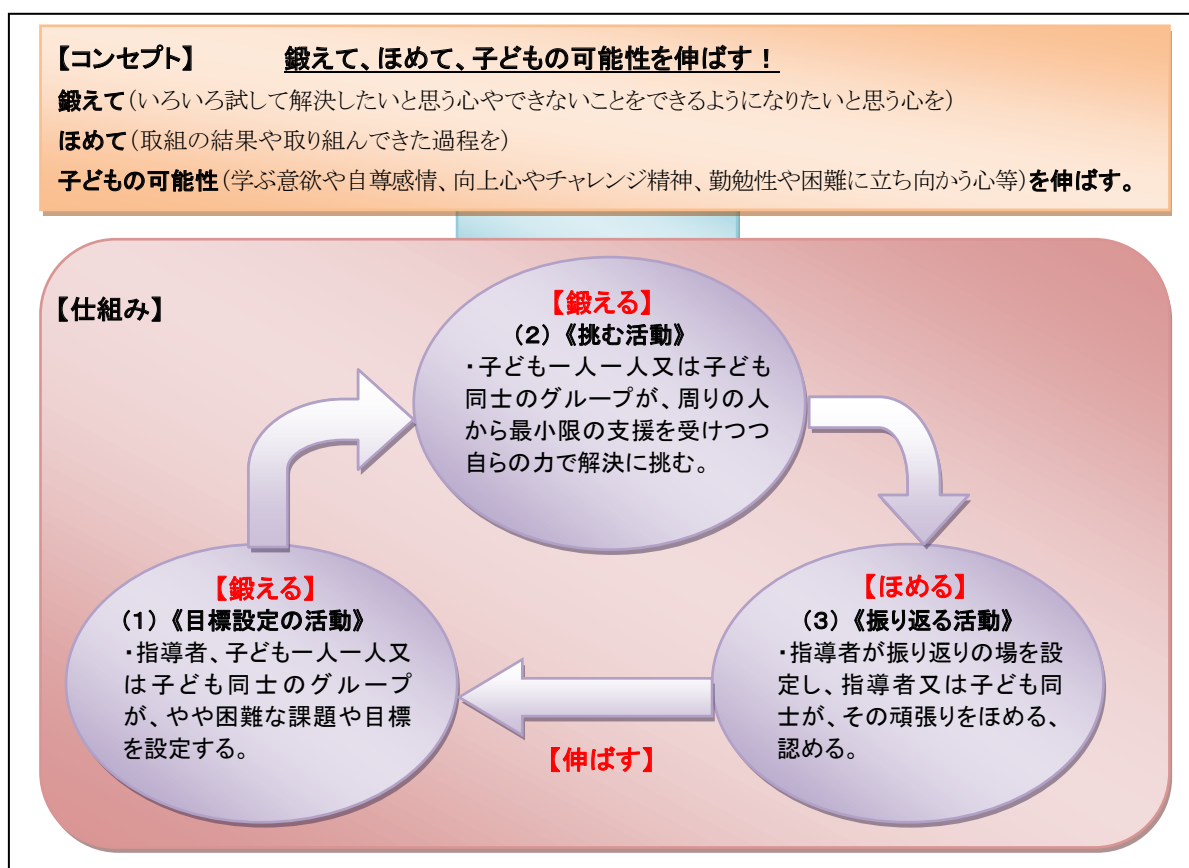 【コンセプト】 鍛えて、ほめて、子どもの可能性を伸ばす！
鍛えて(いろいろ試して解決したいと思う心やできないことをできるようになりたいと思う心を)
ほめて(取組の結果や取り組んできた過程を)
子どもの可能性(学ぶ意欲や自尊感情、向上心やチャレンジ精神、勤勉性や困難に立ち向かう心等)を伸ばす。
【仕組み】
【鍛える】
(2)《挑む活動》
・子ども一人一人又は子ども
同士のグループが、周りの人
から最小限の支援を受けつつ
自らの力で解決に挑む。
【鍛える】
(1)《目標設定の活動》
・指導者、子ども一人一人又
は子ども同士のグループ
が、やや困難な課題や目標
を設定する。
【ほめる】
(3)《振り返る活動》
・指導者が振り返りの場を設
定し、指導者又は子ども同
士が、その頑張りをほめる、
認める。
【伸ばす】